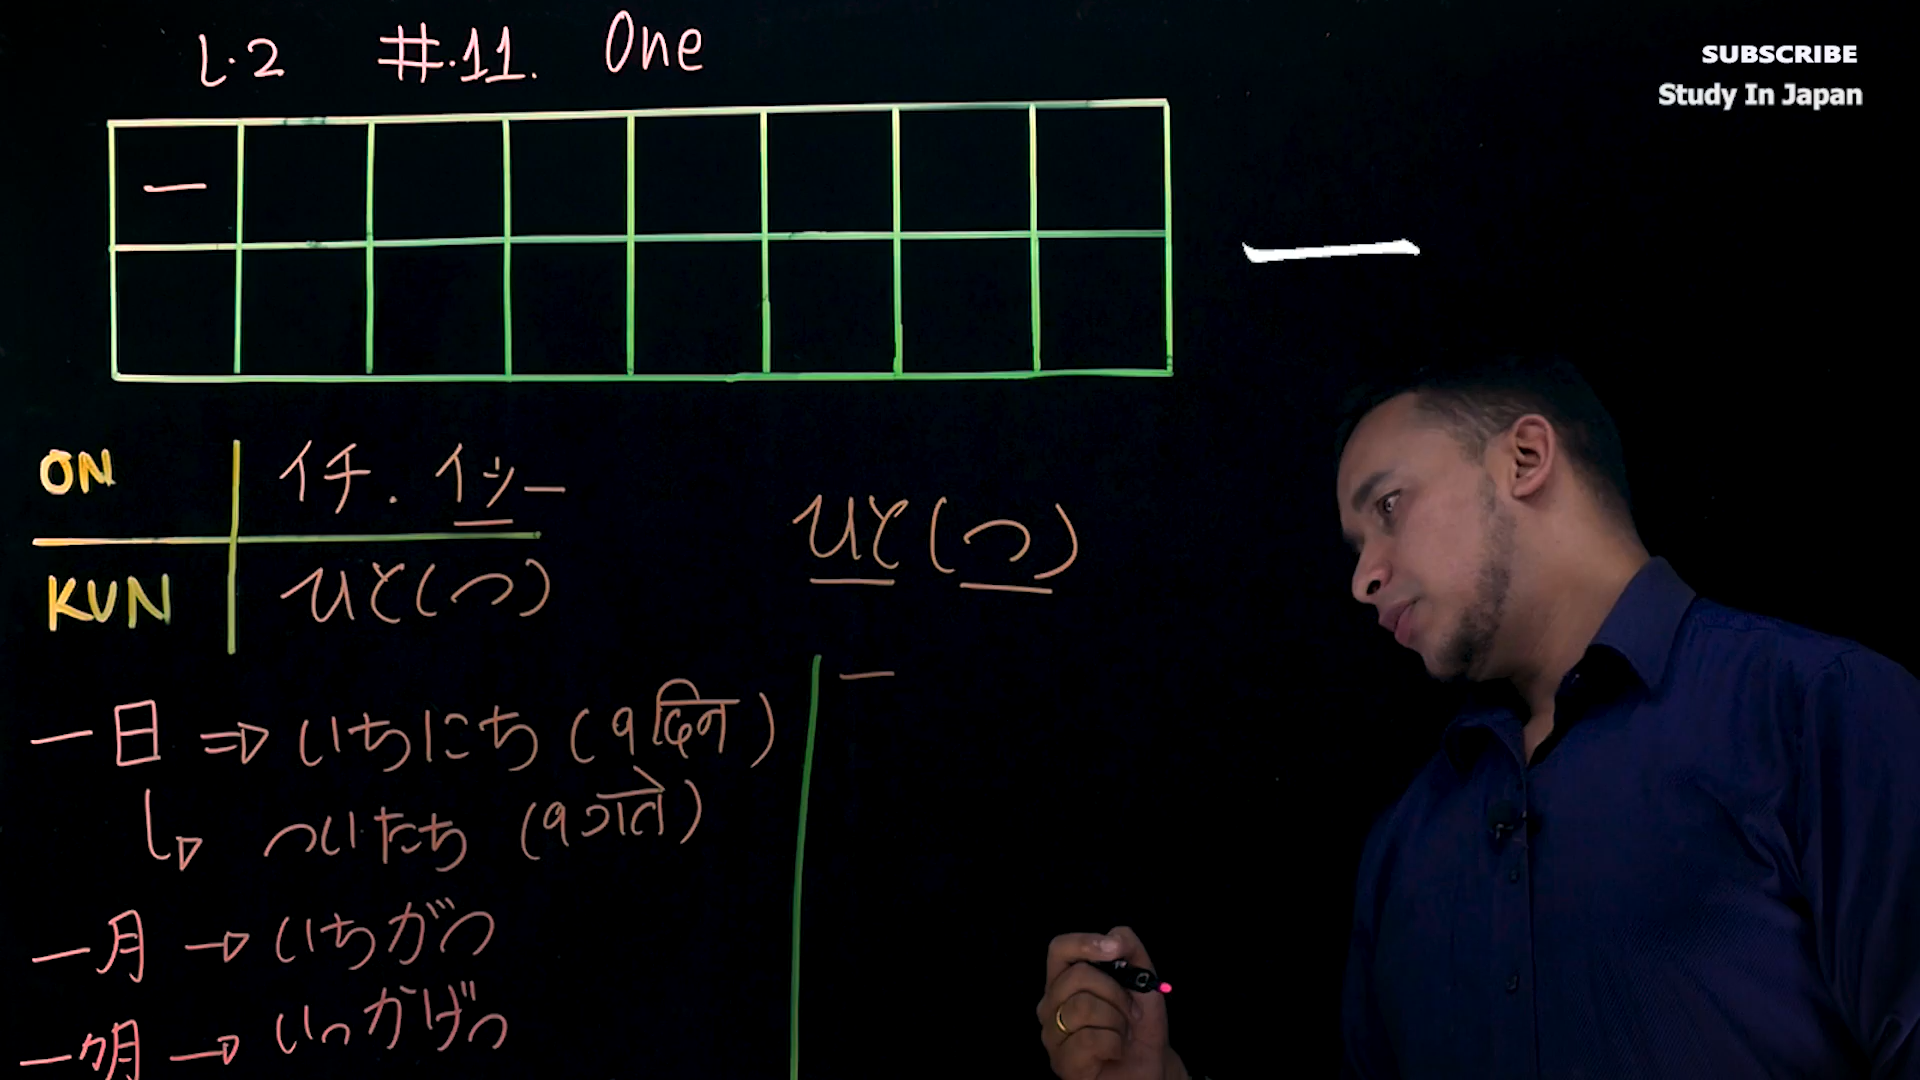 L.2 #.11. One
SUBSCRIBE
Study In Japan
一
一
ON イチ. イッー
KUN ひと(つ)
ひと(つ)
一日 ⇒ いちにち (१ दिन)
ついたち (१ गते)
一月 → いちがつ
一ヶ月 → いっかげつ
一